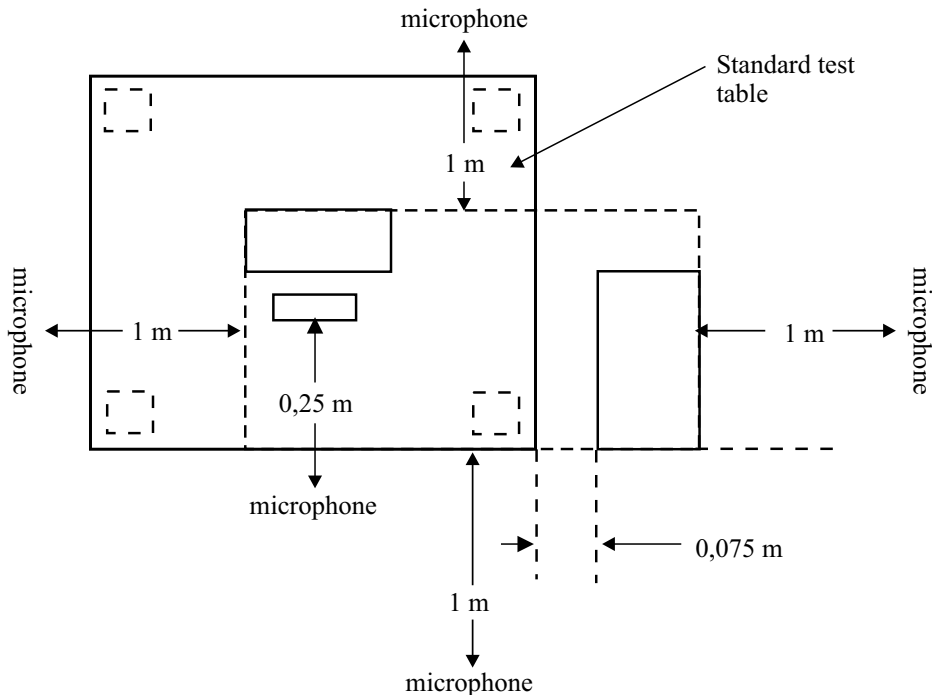 microphone
Standard test
table
1 m
microphone
1 m
1 m
microphone
0,25 m
microphone
0,075 m
1 m
microphone